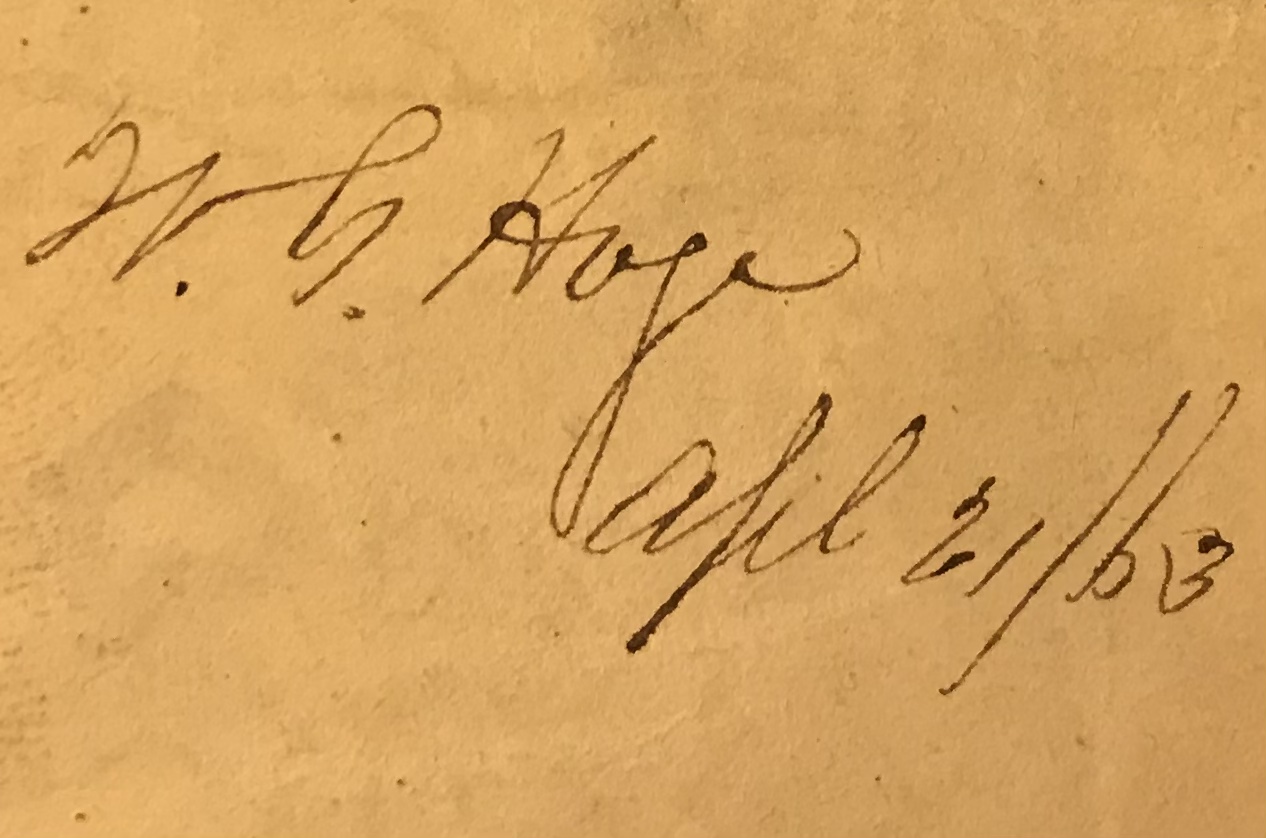 W. G. Hoge
April 21/63